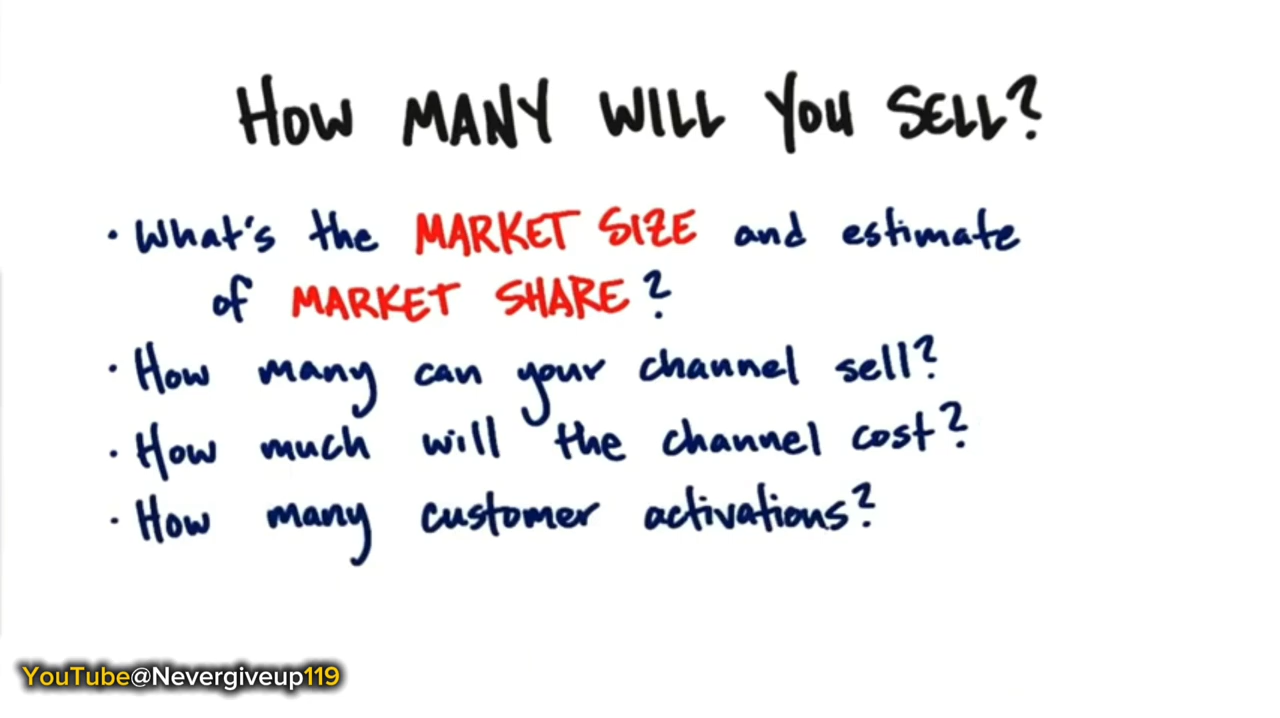 HOW MANY WILL YOU SELL?
• What's the MARKET SIZE and estimate
of MARKET SHARE?
• How many can your channel sell?
• How much will the channel cost?
• How many customer activations?
YouTube@Nevergiveup119